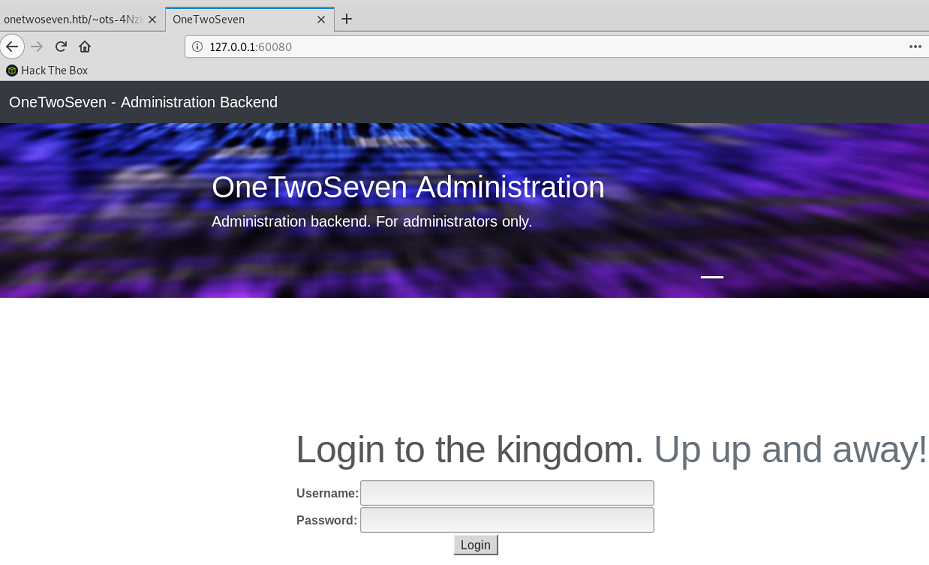 onetwoseven.htb/~ots-4Nzl
OneTwoSeven
127.0.0.1:60080
Hack The Box
OneTwoSeven - Administration Backend
OneTwoSeven Administration
Administration backend. For administrators only.
Login to the kingdom. Up up and away!
Username:
Password:
Login